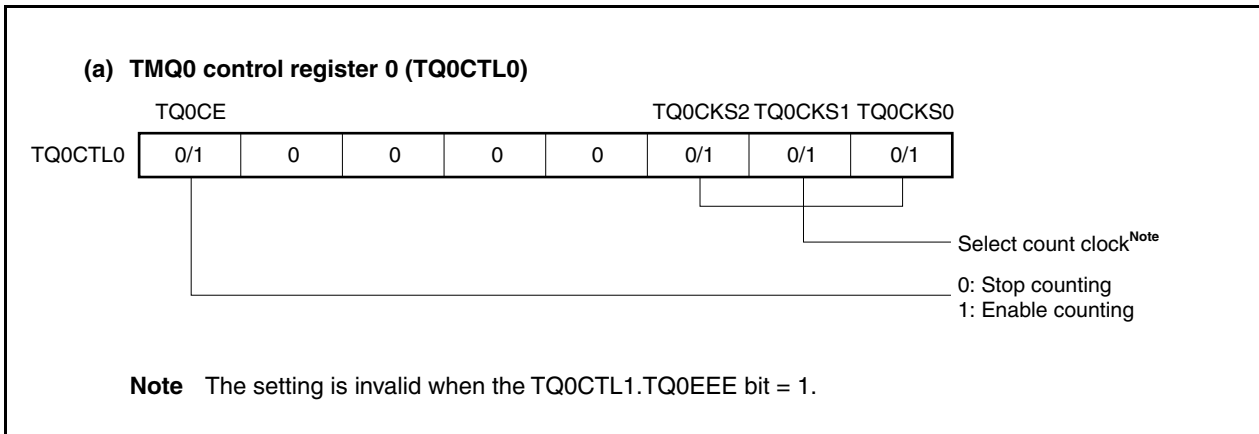 (a) TMQ0 control register 0 (TQ0CTL0)
TQ0CE TQ0CKS2 TQ0CKS1 TQ0CKS0
TQ0CTL0 0/1 0 0 0 0 0/1 0/1 0/1
Select count clockNote
0: Stop counting
1: Enable counting
Note The setting is invalid when the TQ0CTL1.TQ0EEE bit = 1.